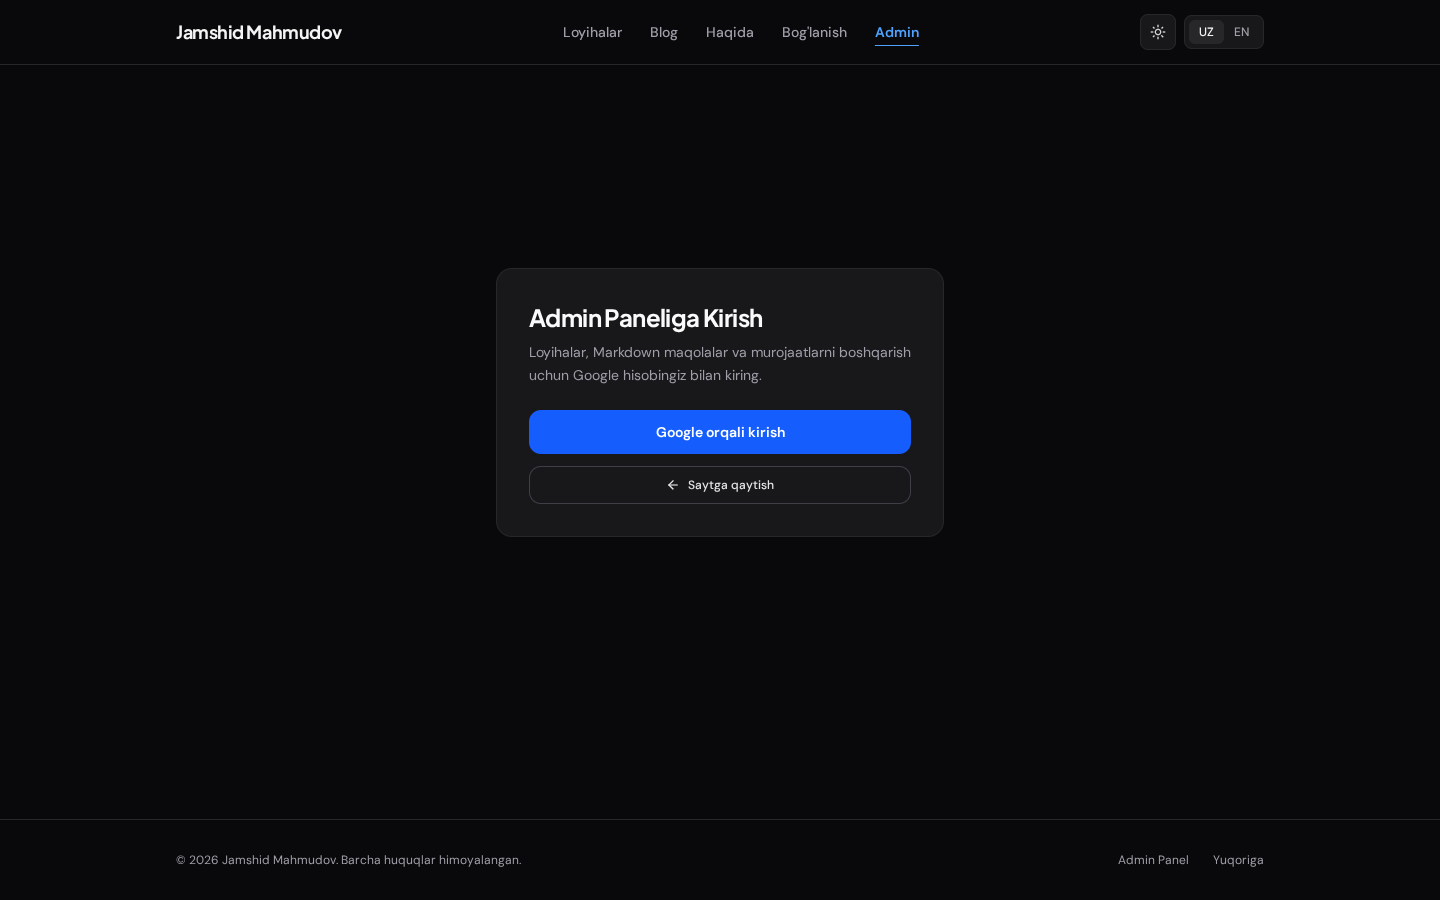 Jamshid Mahmudov
Loyihalar
Blog
Haqida
Bog'lanish
Admin
UZ
EN
Admin Paneliga Kirish
Loyihalar, Markdown maqolalar va murojaatlarni boshqarish
uchun Google hisobingiz bilan kiring.
Google orqali kirish
Saytga qaytish
© 2026 Jamshid Mahmudov. Barcha huquqlar himoyalangan.
Admin Panel
Yuqoriga